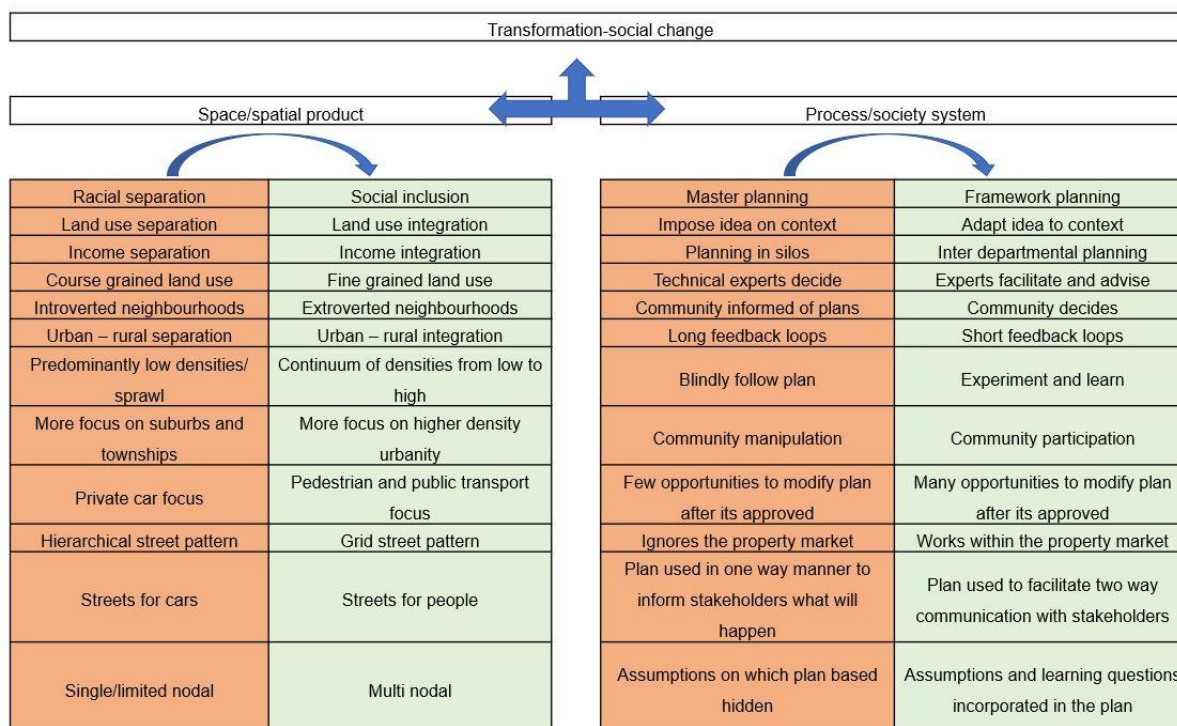 Transformation-social change
Space/spatial product
Process/society system
Racial separation
Social inclusion
Land use separation
Land use integration
Income separation
Income integration
Course grained land use
Fine grained land use
Introverted neighbourhoods
Extroverted neighbourhoods
Urban – rural separation
Urban – rural integration
Predominantly low densities/
sprawl
Continuum of densities from low to
high
More focus on suburbs and
townships
More focus on higher density
urbanity
Private car focus
Pedestrian and public transport
focus
Hierarchical street pattern
Grid street pattern
Streets for cars
Streets for people
Single/limited nodal
Multi nodal
Master planning
Framework planning
Impose idea on context
Adapt idea to context
Planning in silos
Inter departmental planning
Technical experts decide
Experts facilitate and advise
Community informed of plans
Community decides
Long feedback loops
Short feedback loops
Blindly follow plan
Experiment and learn
Community manipulation
Community participation
Few opportunities to modify plan
after its approved
Many opportunities to modify plan
after its approved
Ignores the property market
Works within the property market
Plan used in one way manner to
inform stakeholders what will
happen
Plan used to facilitate two way
communication with stakeholders
Assumptions on which plan based
hidden
Assumptions and learning questions
incorporated in the plan